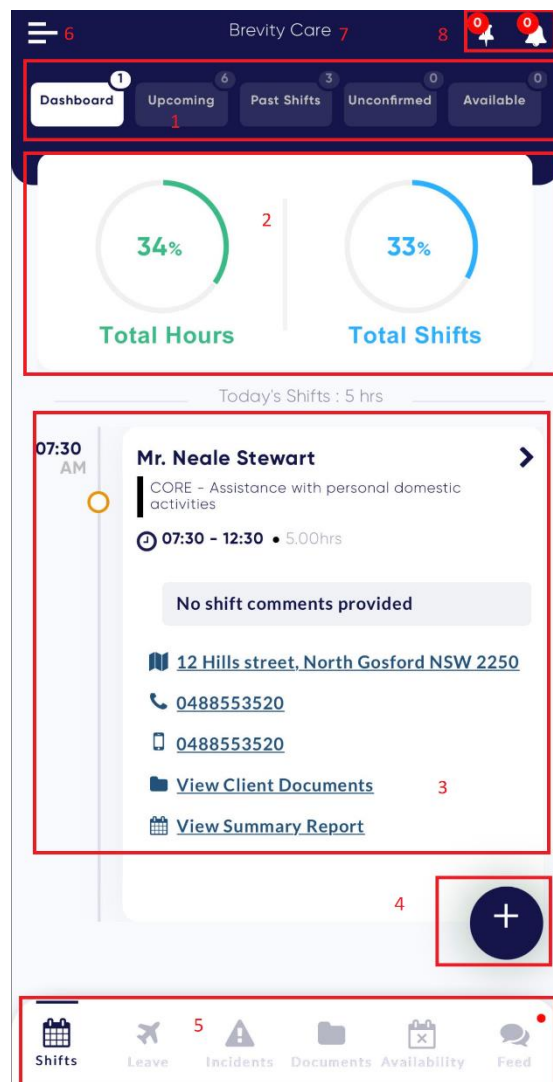 6 Brevity Care 7 8 0 0
1 6 3 0 0
Dashboard Upcoming Past Shifts Unconfirmed Available
1
34% 2 33%
Total Hours Total Shifts
Today's Shifts : 5 hrs
07:30
AM
Mr. Neale Stewart
CORE - Assistance with personal domestic
activities
07:30 - 12:30 • 5.00hrs
No shift comments provided
12 Hills street, North Gosford NSW 2250
0488553520
0488553520
View Client Documents 3
View Summary Report
4 +
5
Shifts Leave Incidents Documents Availability Feed